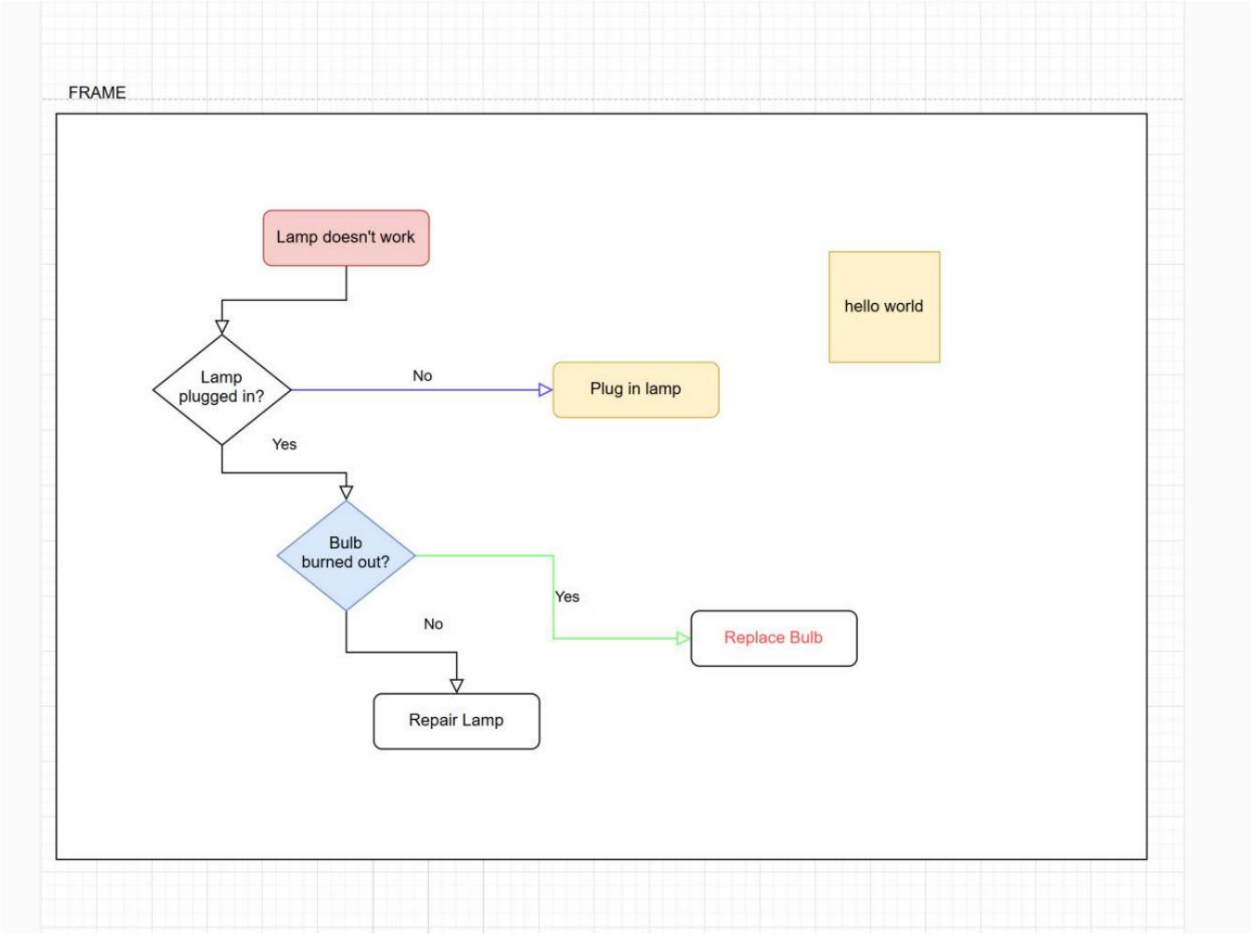 FRAME
Lamp doesn't work
hello world
Lamp
plugged in?
No
Plug in lamp
Yes
Bulb
burned out?
Yes
No
Replace Bulb
Repair Lamp